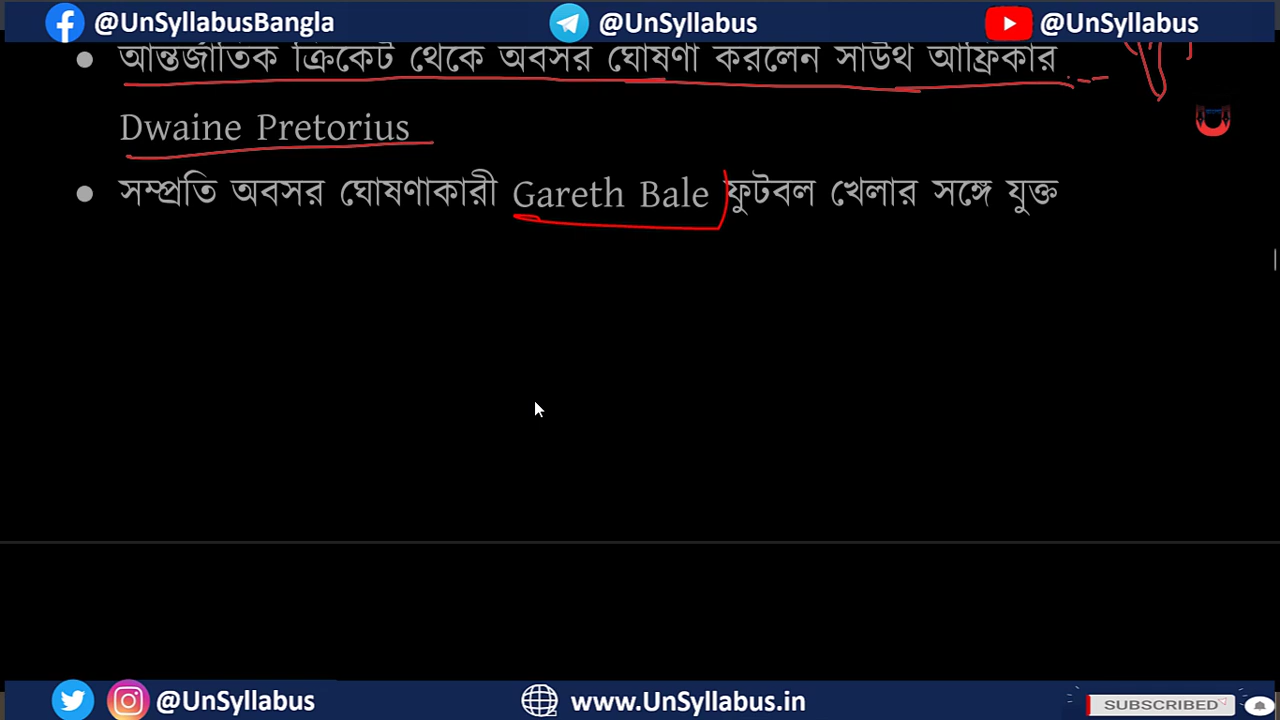 @UnSyllabusBangla @UnSyllabus @UnSyllabus
● আন্তর্জাতিক ক্রিকেট থেকে অবসর ঘোষণা করলেন সাউথ আফ্রিকার
Dwaine Pretorius
● সম্প্রতি অবসর ঘোষণাকারী Gareth Bale ফুটবল খেলার সঙ্গে যুক্ত
@UnSyllabus www.UnSyllabus.in SUBSCRIBED